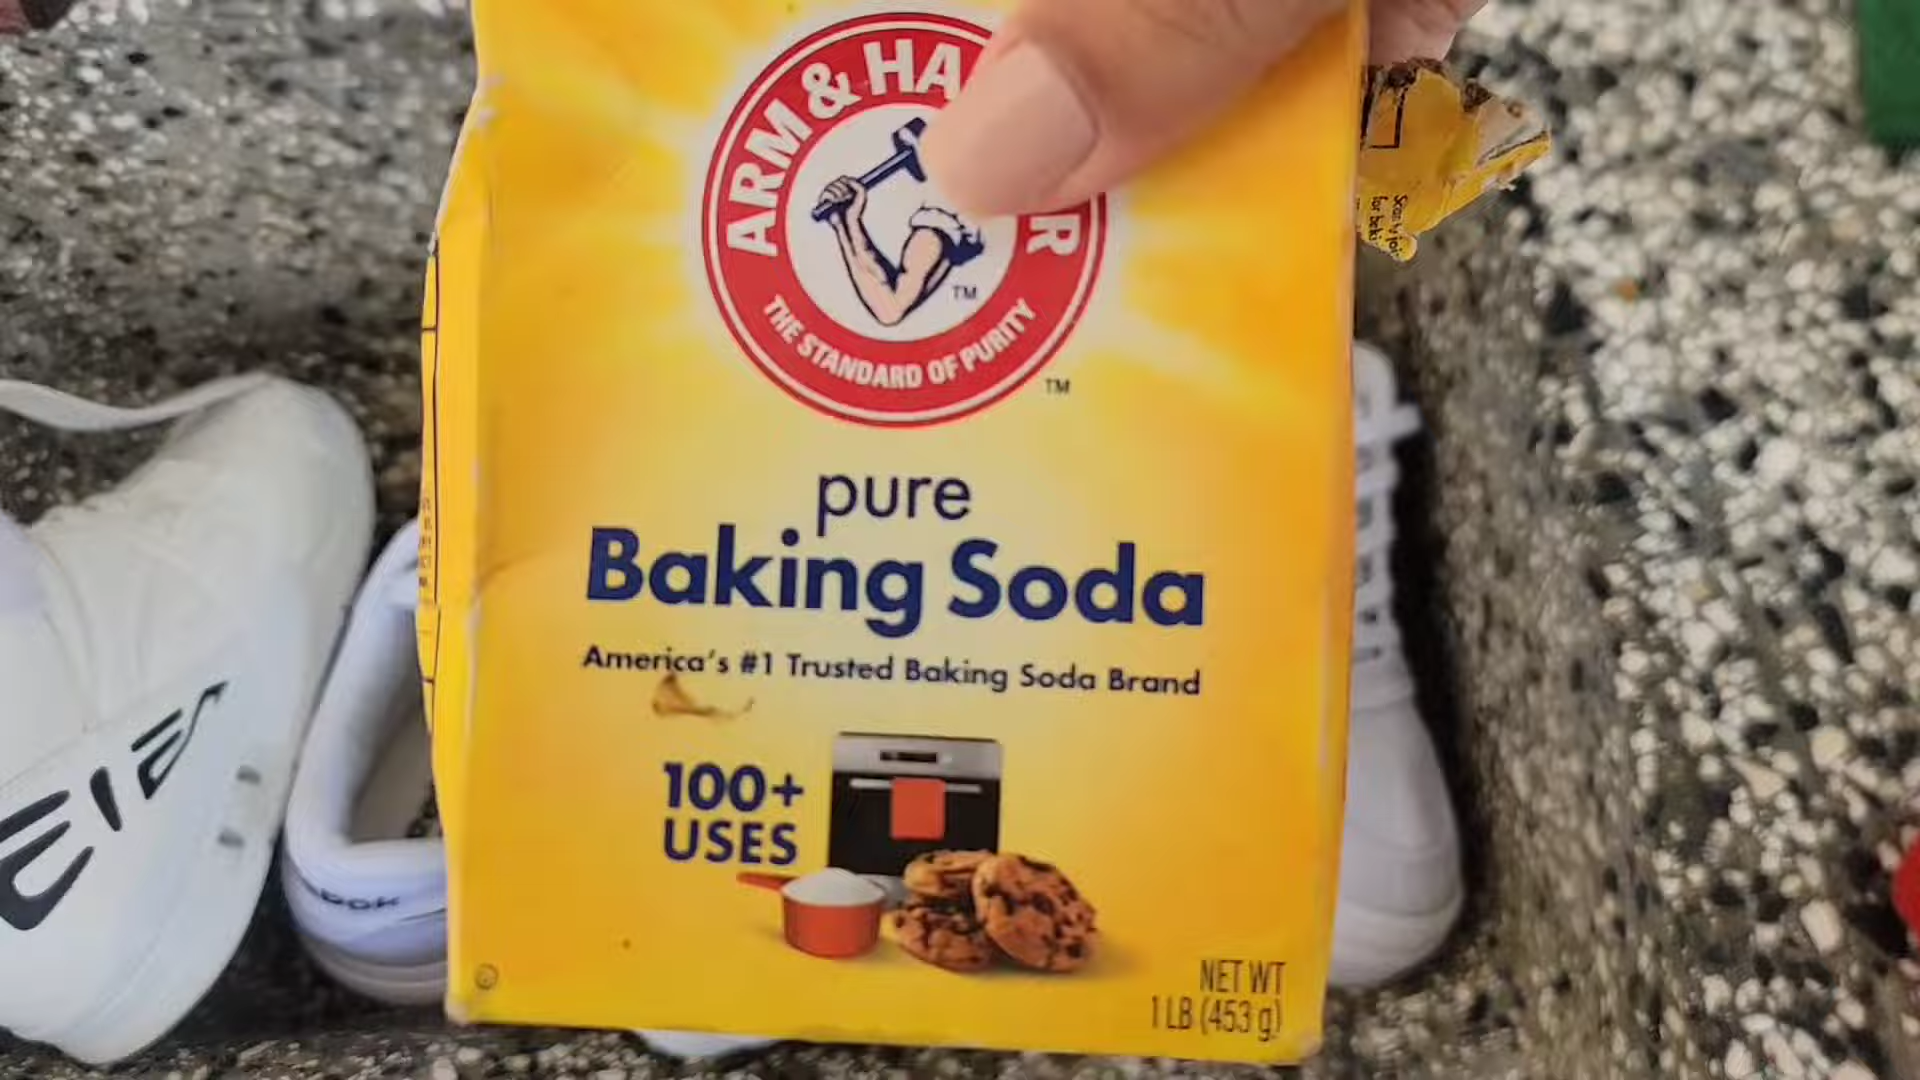 ARM & HA R
THE STANDARD OF PURITY
TM
TM
pure
Baking Soda
America's #1 Trusted Baking Soda Brand
100+
USES
NET WT
1 LB (453 g)